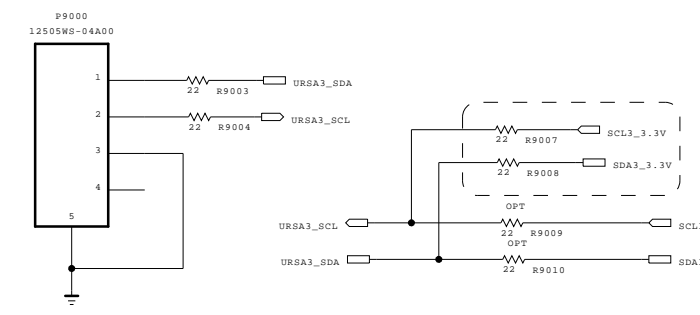 P9000
12505WS-04A00
1
22 R9003 URSA3_SDA
2
22 R9004 URSA3_SCL
3
4
5
22 R9007 SCL3_3.3V
22 R9008 SDA3_3.3V
OPT
URSA3_SCL 22 R9009
OPT
URSA3_SDA 22 R9010